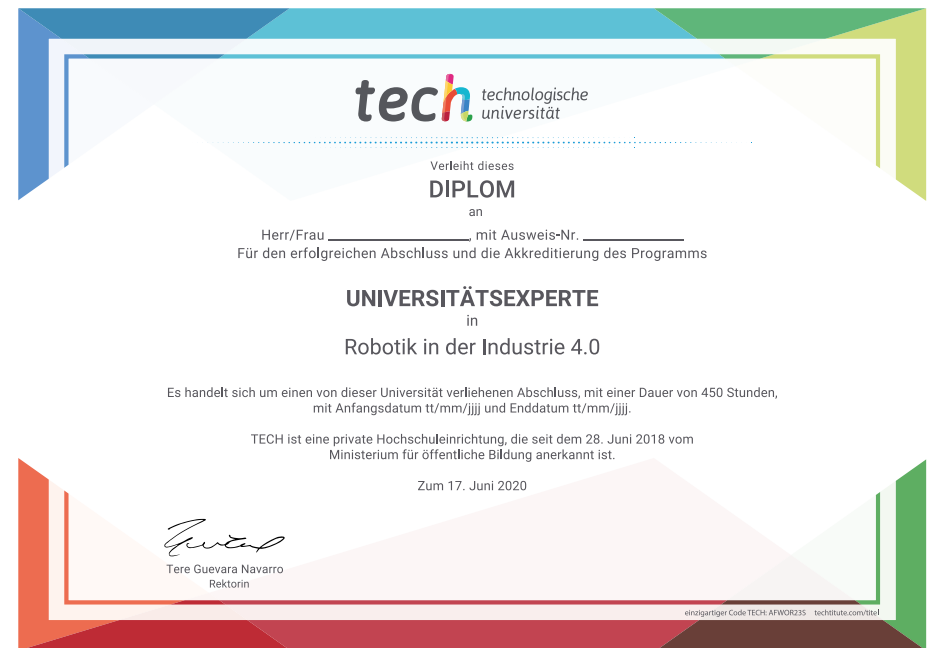 tech technologische
universität
Verleiht dieses
DIPLOM
an
Herr/Frau ____________, mit Ausweis-Nr. ____________
Für den erfolgreichen Abschluss und die Akkreditierung des Programms
UNIVERSITÄTSEXPERTE
in
Robotik in der Industrie 4.0
Es handelt sich um einen von dieser Universität verliehenen Abschluss, mit einer Dauer von 450 Stunden,
mit Anfangsdatum tt/mm/jjjj und Enddatum tt/mm/jjjj.
TECH ist eine private Hochschuleinrichtung, die seit dem 28. Juni 2018 vom
Ministerium für öffentliche Bildung anerkannt ist.
Zum 17. Juni 2020
Tere Guevara Navarro
Rektorin
einzigartiger Code TECH: AFWOR23S techtitute.com/titel